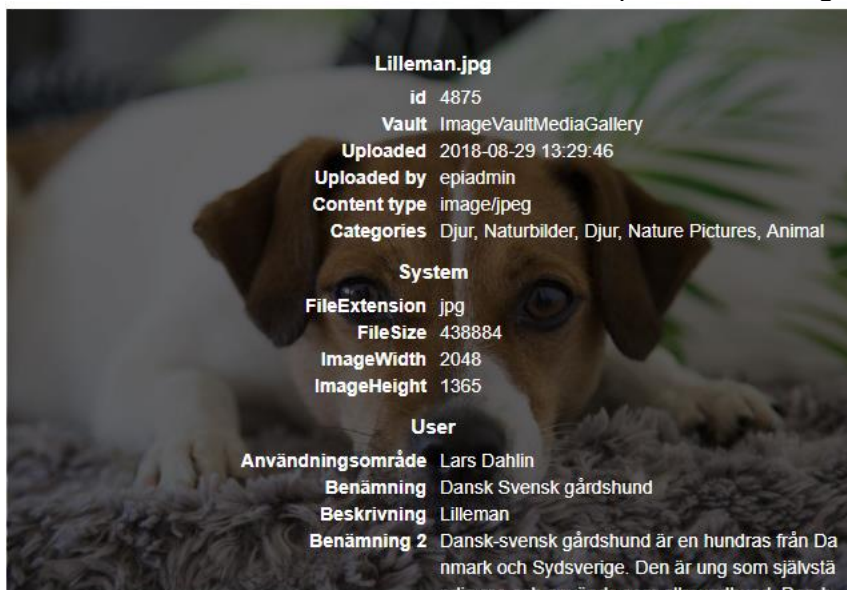 Lilleman.jpg
id 4875
Vault ImageVaultMediaGallery
Uploaded 2018-08-29 13:29:46
Uploaded by epiadmin
Content type image/jpeg
Categories Djur, Naturbilder, Djur, Nature Pictures, Animal
System
FileExtension jpg
FileSize 438884
ImageWidth 2048
ImageHeight 1365
User
Användningsområde Lars Dahlin
Benämning Dansk Svensk gårdshund
Beskrivning Lilleman
Benämning 2 Dansk-svensk gårdshund är en hundras från Da
nmark och Sydsverige. Den är ung som självstä